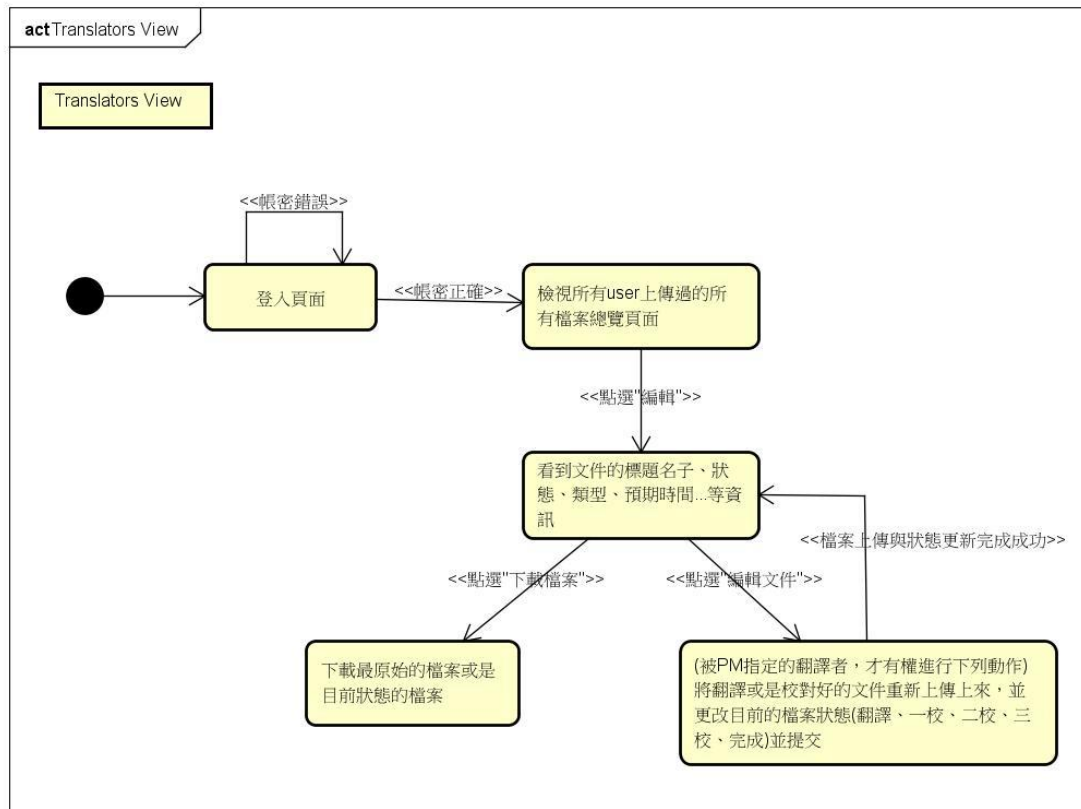 act Translators View
Translators View
<<帳密錯誤>>
登入頁面
<<帳密正確>>
檢視所有user上傳過的所
有檔案總覽頁面
<<點選"編輯">>
看到文件的標題名子、狀
態、類型、預期時間...等資
訊
<<檔案上傳與狀態更新完成成功>>
<<點選"下載檔案">>
<<點選"編輯文件">>
下載最原始的檔案或是
目前狀態的檔案
(被PM指定的翻譯者，才有權進行下列動作)
將翻譯或是校對好的文件重新上傳上來，並
更改目前的檔案狀態(翻譯、一校、二校、三
校、完成)並提交